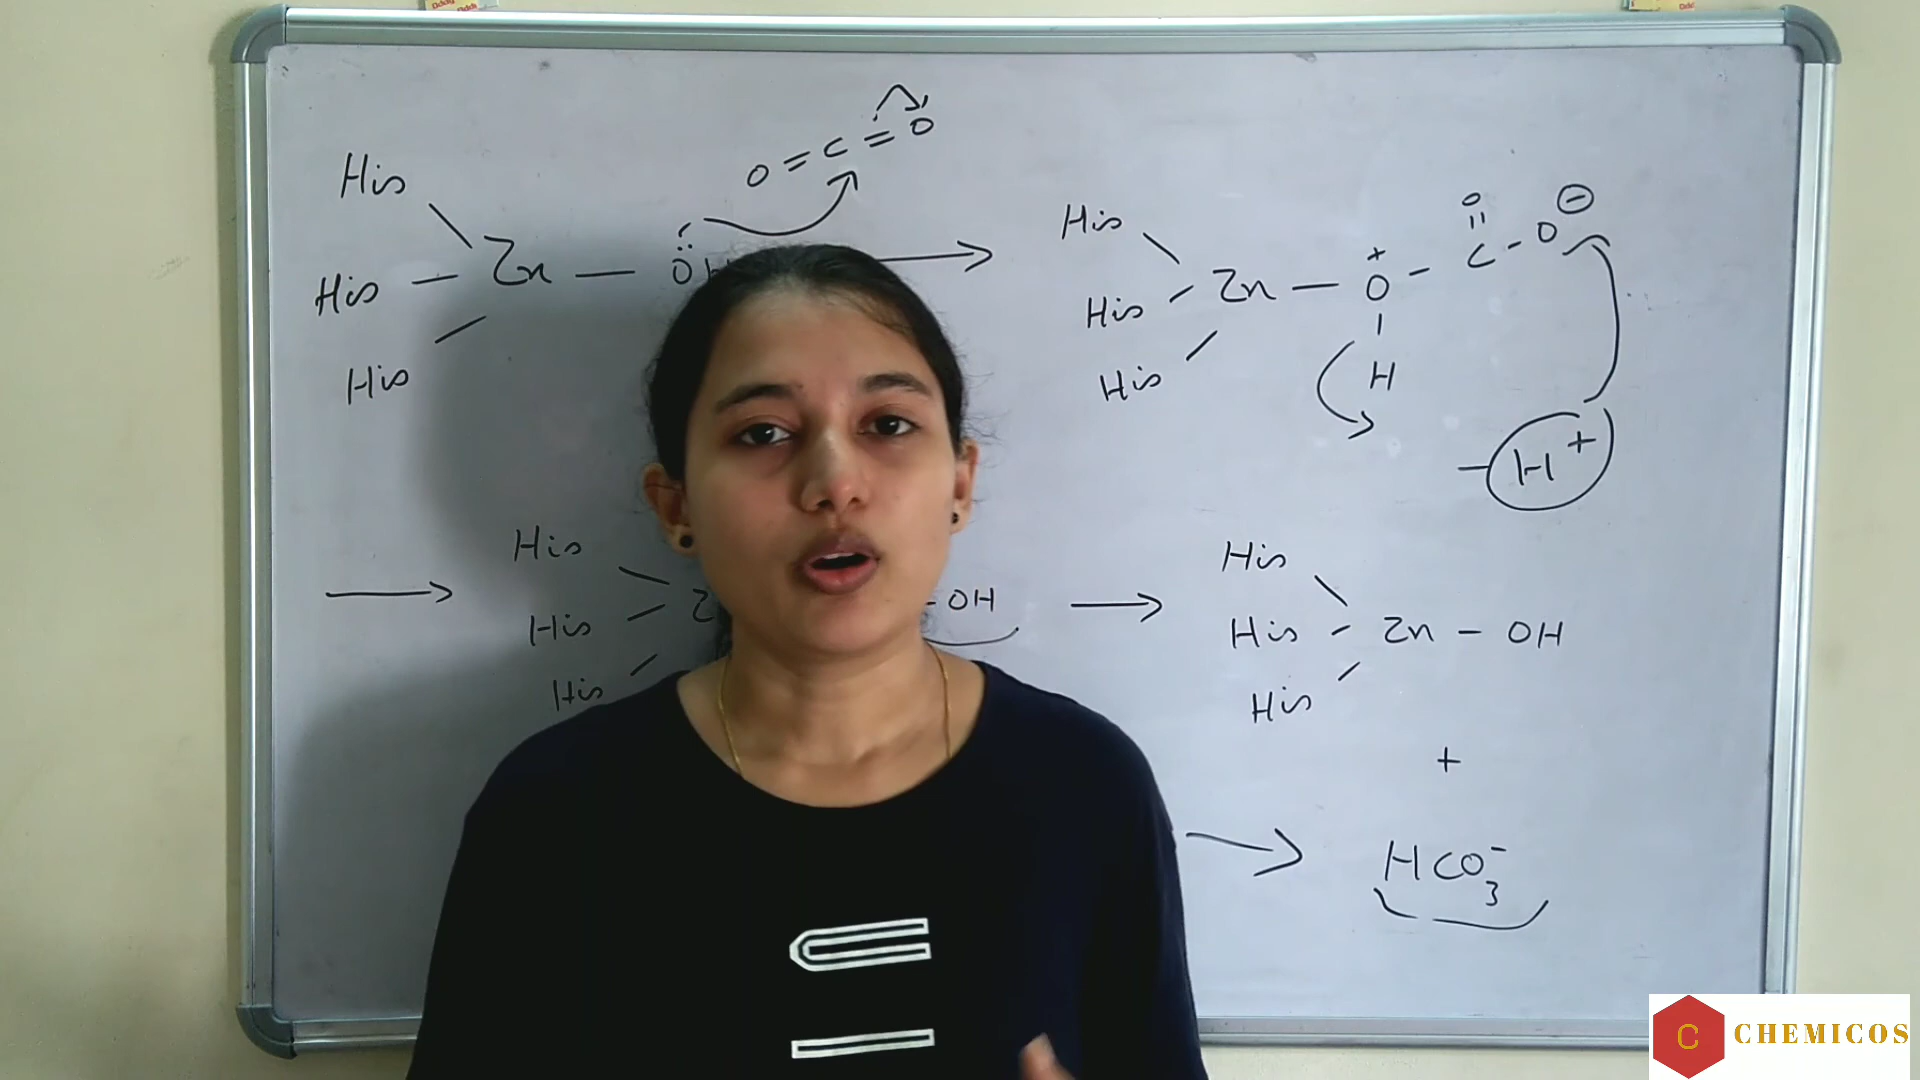 O=C=O
His
His — Zn — ÖH
His
His
His - Zn — O⁺ - C - O⊖
O
H
His
- H⁺
His
His
His
- OH
His
His - Zn - OH
His
+
HCO₃⁻
C CHEMICOS